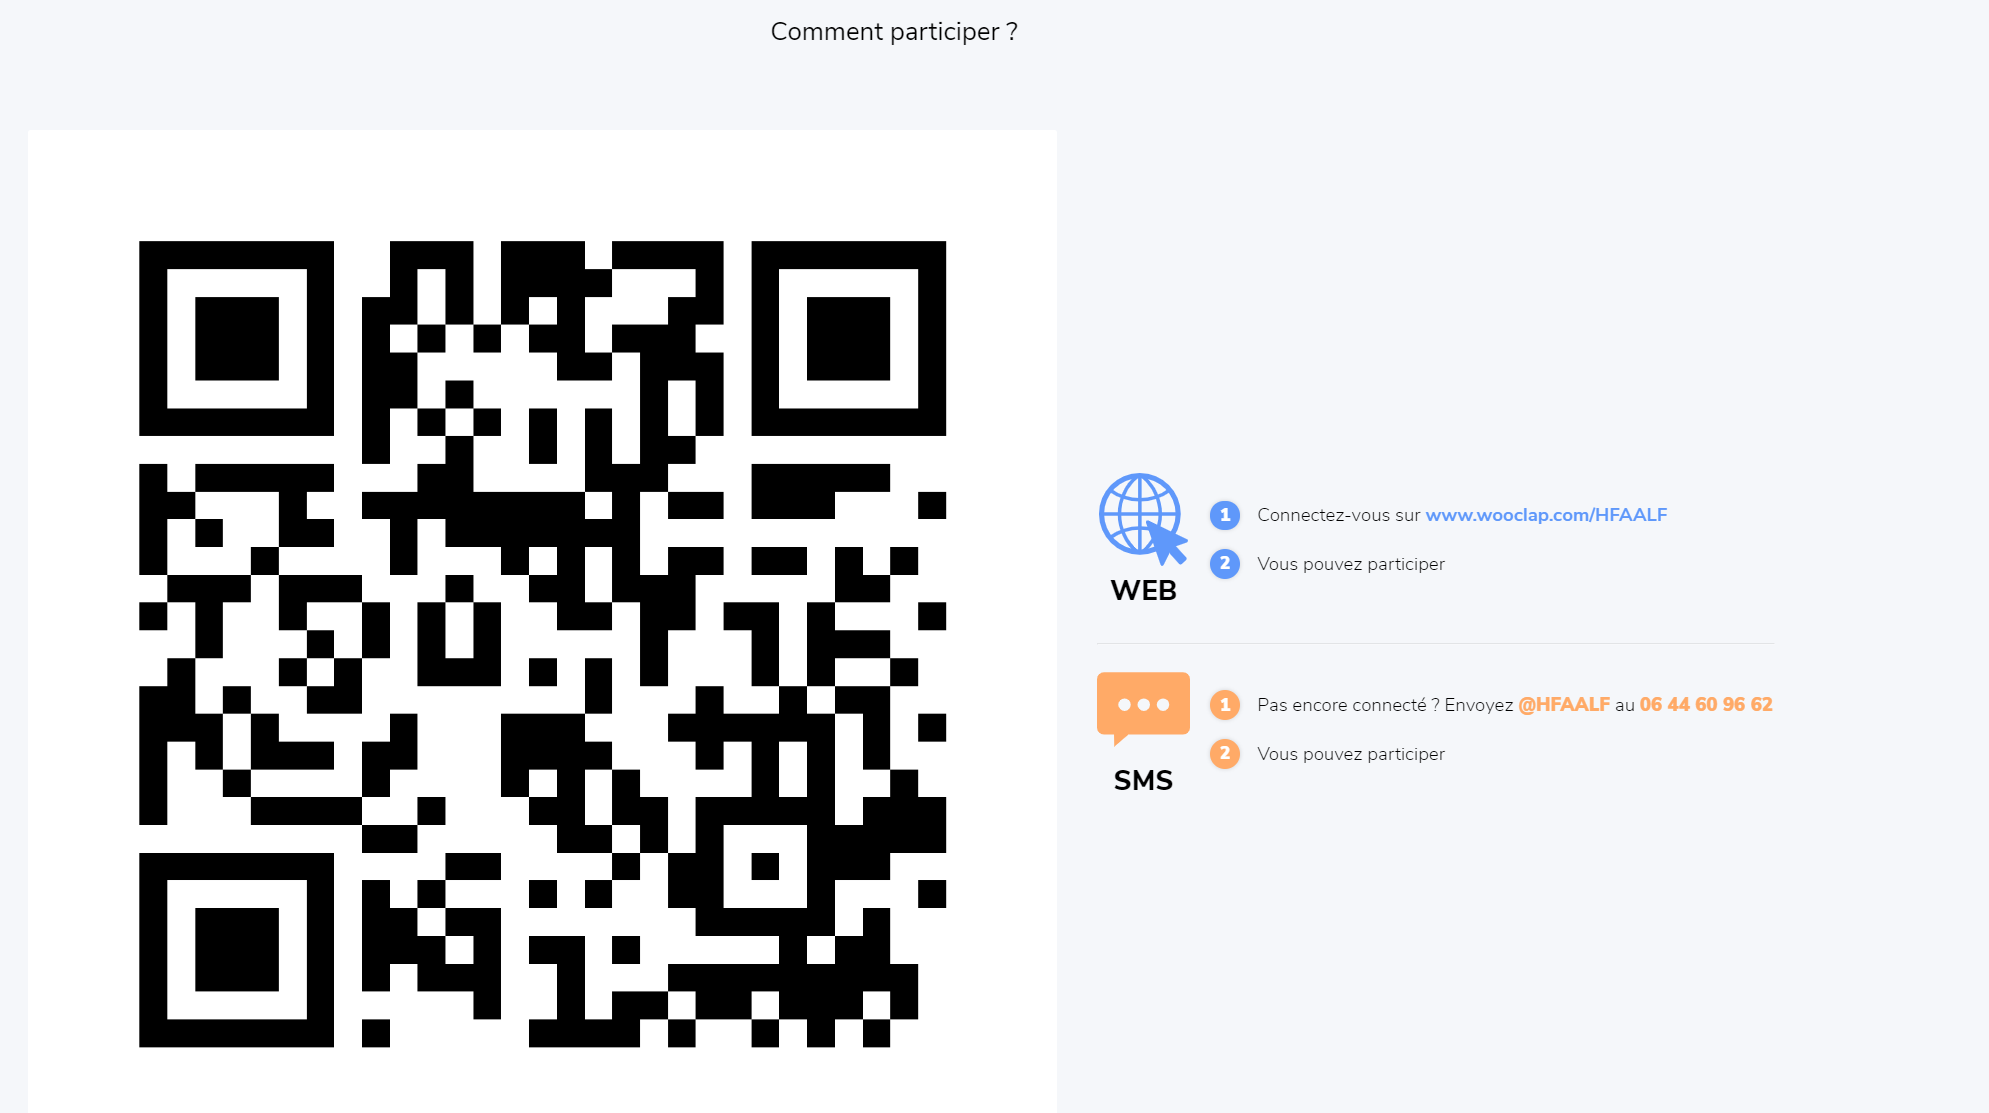 Comment participer ?
1 Connectez-vous sur www.wooclap.com/HFAALF
2 Vous pouvez participer
WEB
1 Pas encore connecté ? Envoyez @HFAALF au 06 44 60 96 62
2 Vous pouvez participer
SMS